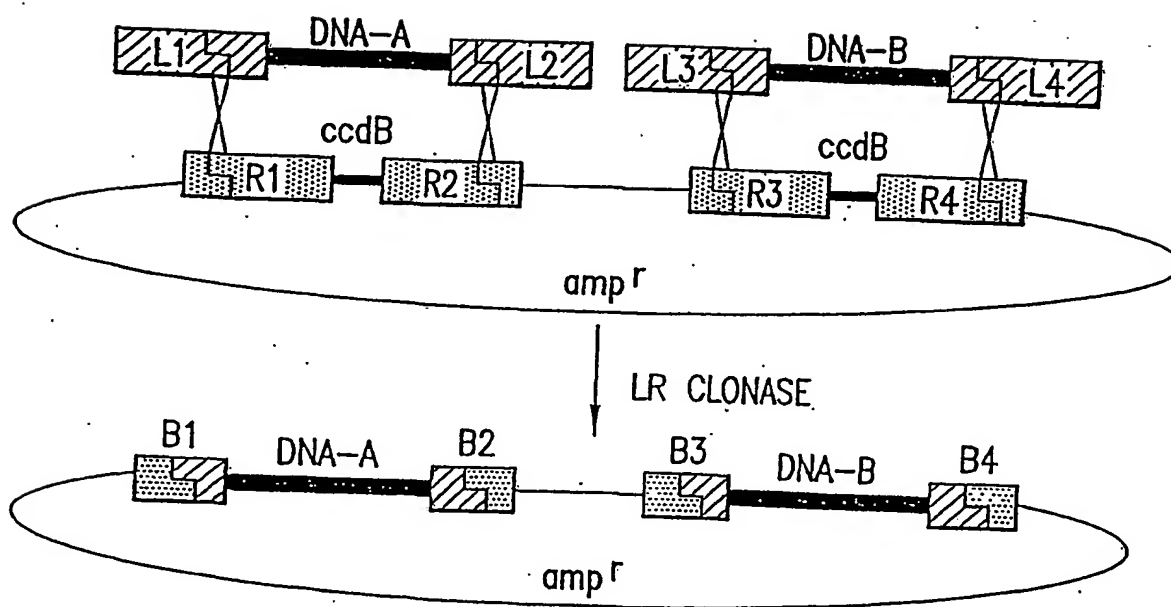 DNA-A
DNA-B
L1
L2
L3
L4
ccdB
ccdB
R1
R2
R3
R4
amp r
LR CLONASE
B1
DNA-A
B2
B3
DNA-B
B4
amp r